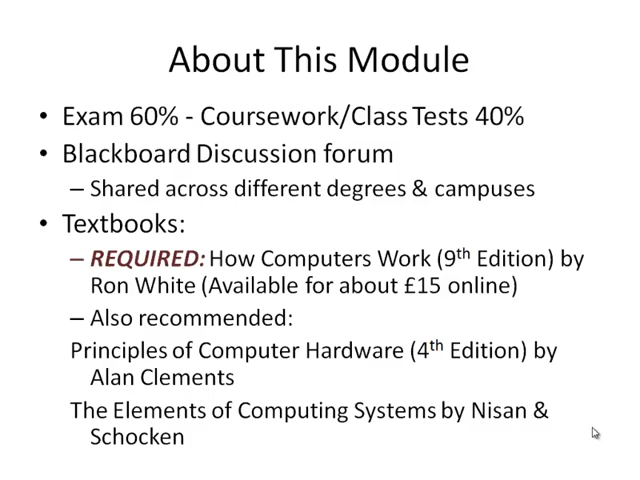 About This Module
• Exam 60% - Coursework/Class Tests 40%
• Blackboard Discussion forum
– Shared across different degrees & campuses
• Textbooks:
– REQUIRED: How Computers Work (9th Edition) by
Ron White (Available for about £15 online)
– Also recommended:
Principles of Computer Hardware (4th Edition) by
Alan Clements
The Elements of Computing Systems by Nisan &
Schocken